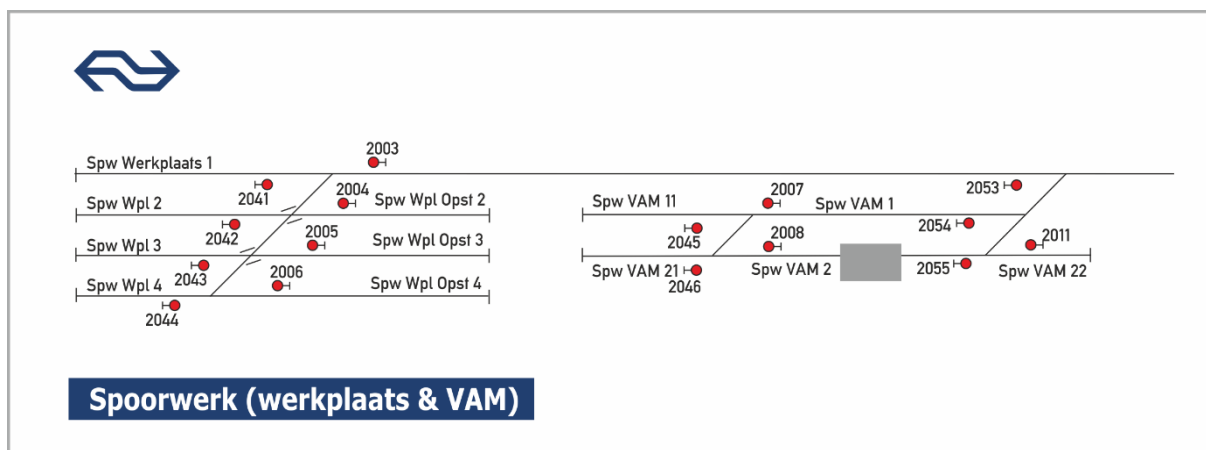 2003
Spw Werkplaats 1
2041
2004
2007
2053
Spw Wpl 2
Spw Wpl Opst 2
Spw VAM 11
Spw VAM 1
2042
2005
2045
2008
2054
2011
Spw Wpl 3
Spw Wpl Opst 3
2043
2006
Spw VAM 21
2046
Spw VAM 2
2055
Spw VAM 22
Spw Wpl 4
Spw Wpl Opst 4
2044
Spoorwerk (werkplaats & VAM)